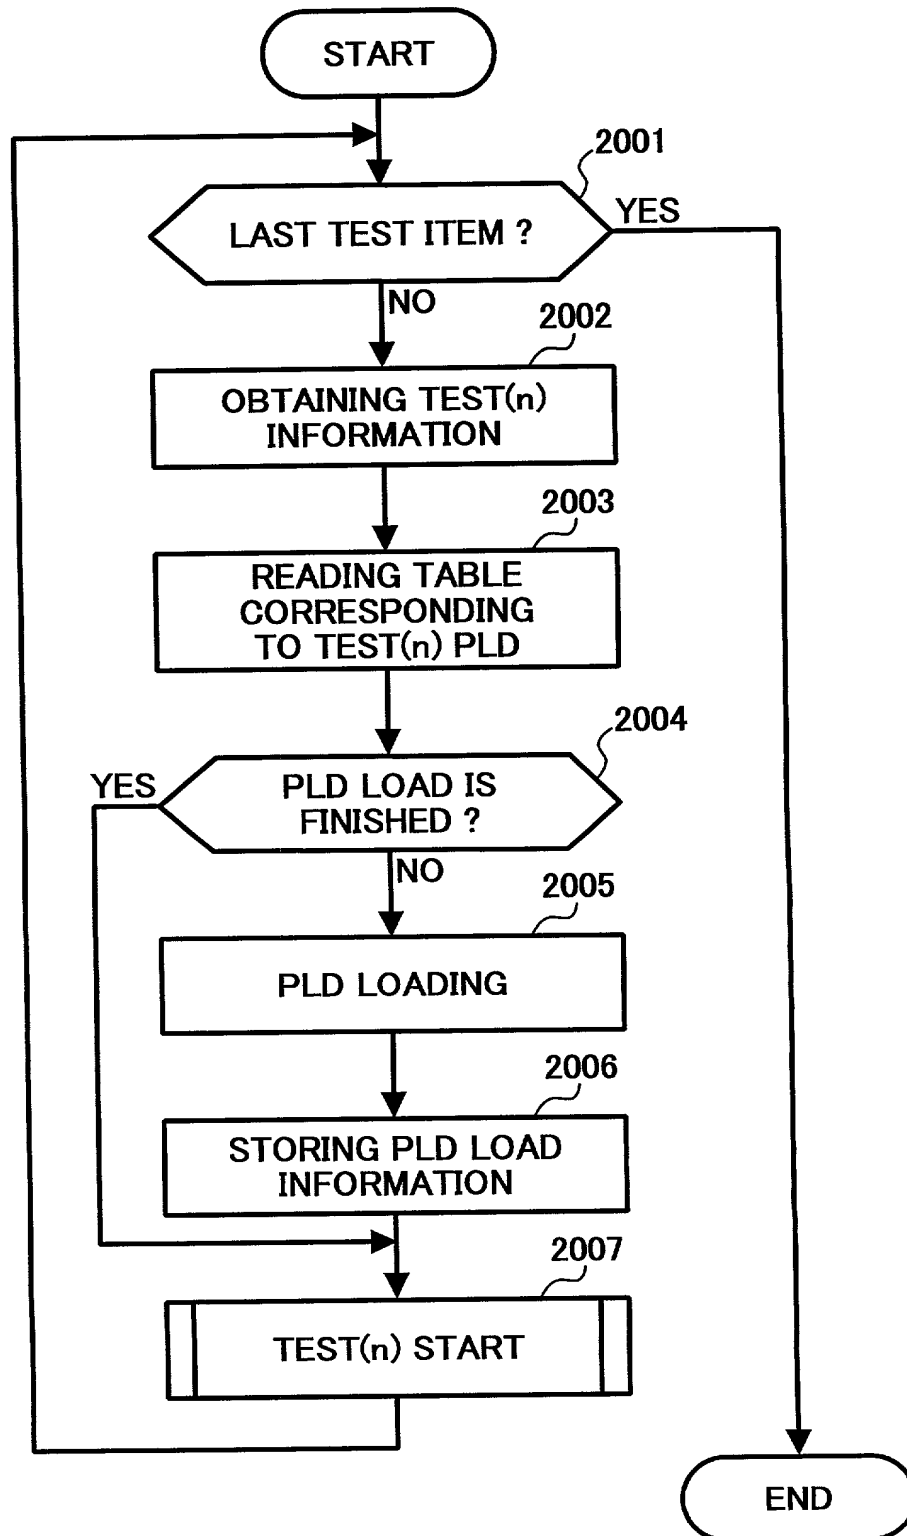 START
2001
LAST TEST ITEM ?
YES
NO
2002
OBTAINING TEST(n)
INFORMATION
2003
READING TABLE
CORRESPONDING
TO TEST(n) PLD
2004
YES
PLD LOAD IS
FINISHED ?
NO
2005
PLD LOADING
2006
STORING PLD LOAD
INFORMATION
2007
TEST(n) START
END